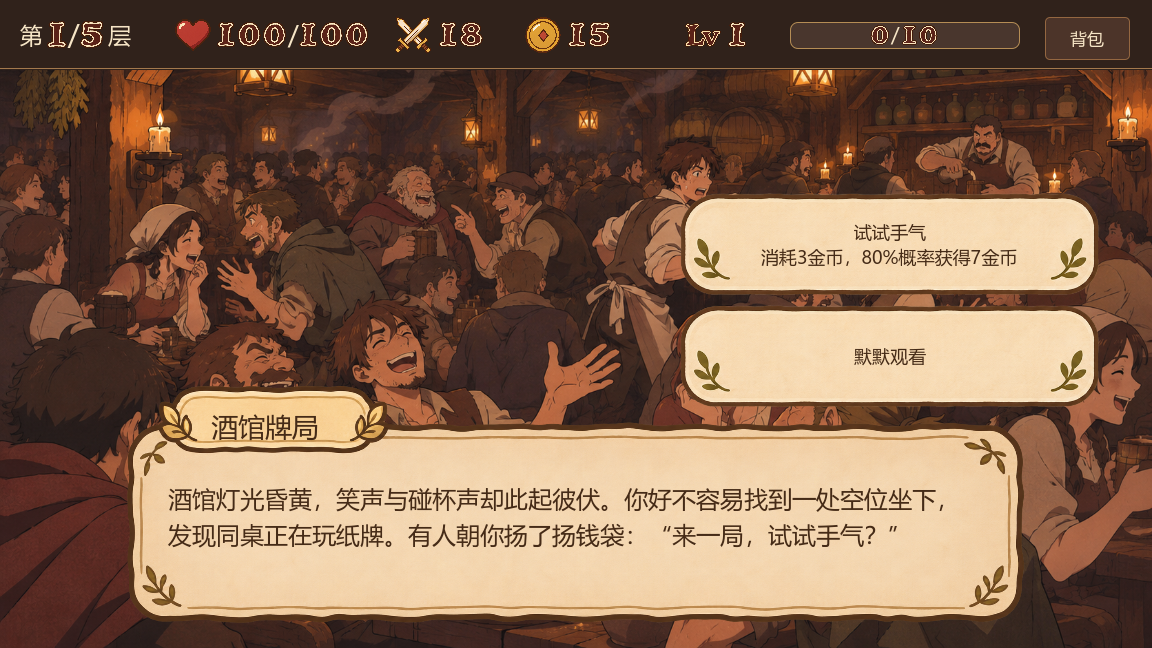 第1/5层 100/100 18 15 Lv 1 0/10 背包
试试手气
消耗3金币，80%概率获得7金币
默默观看
酒馆牌局
酒馆灯光昏黄，笑声与碰杯声却此起彼伏。你好不容易找到一处空位坐下，
发现同桌正在玩纸牌。有人朝你扬了扬钱袋：“来一局，试试手气？”